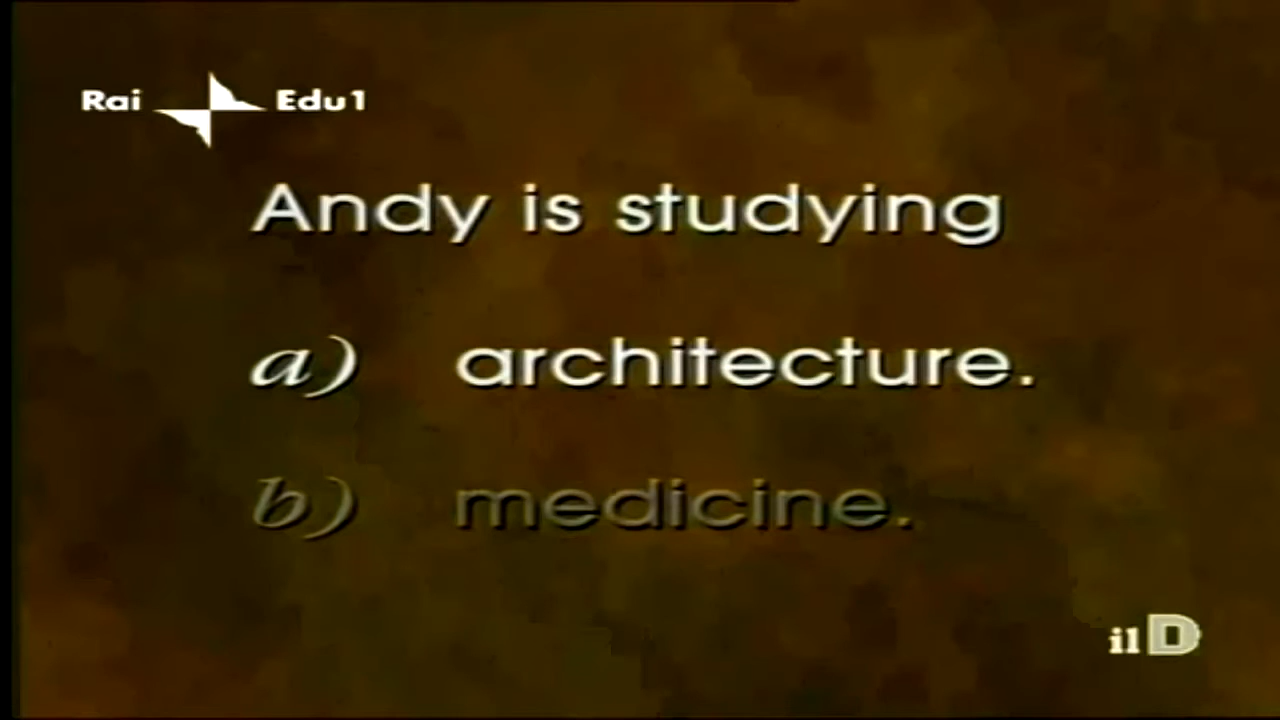 Rai Edu1
Andy is studying
a) architecture.
b) medicine.
il D